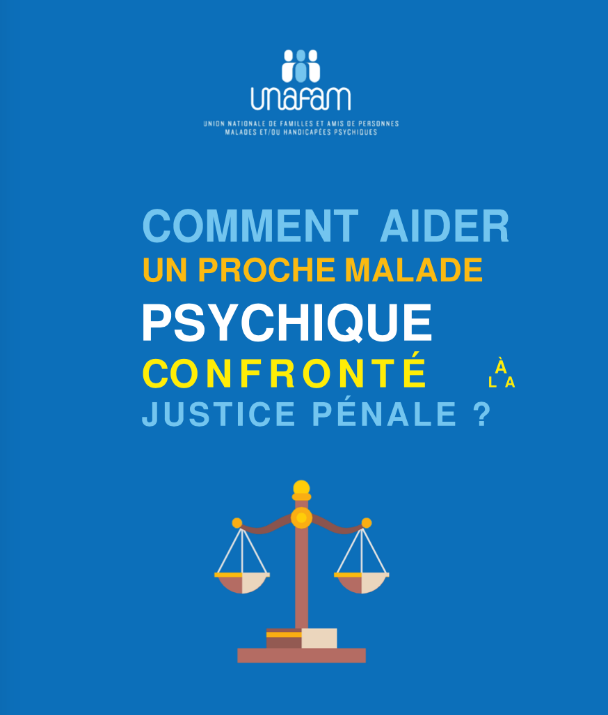 unafam
UNION NATIONALE DE FAMILLES ET AMIS DE PERSONNES
MALADES ET/OU HANDICAPÉES PSYCHIQUES
COMMENT AIDER
UN PROCHE MALADE
PSYCHIQUE
CONFRONTÉ À LA
JUSTICE PÉNALE ?